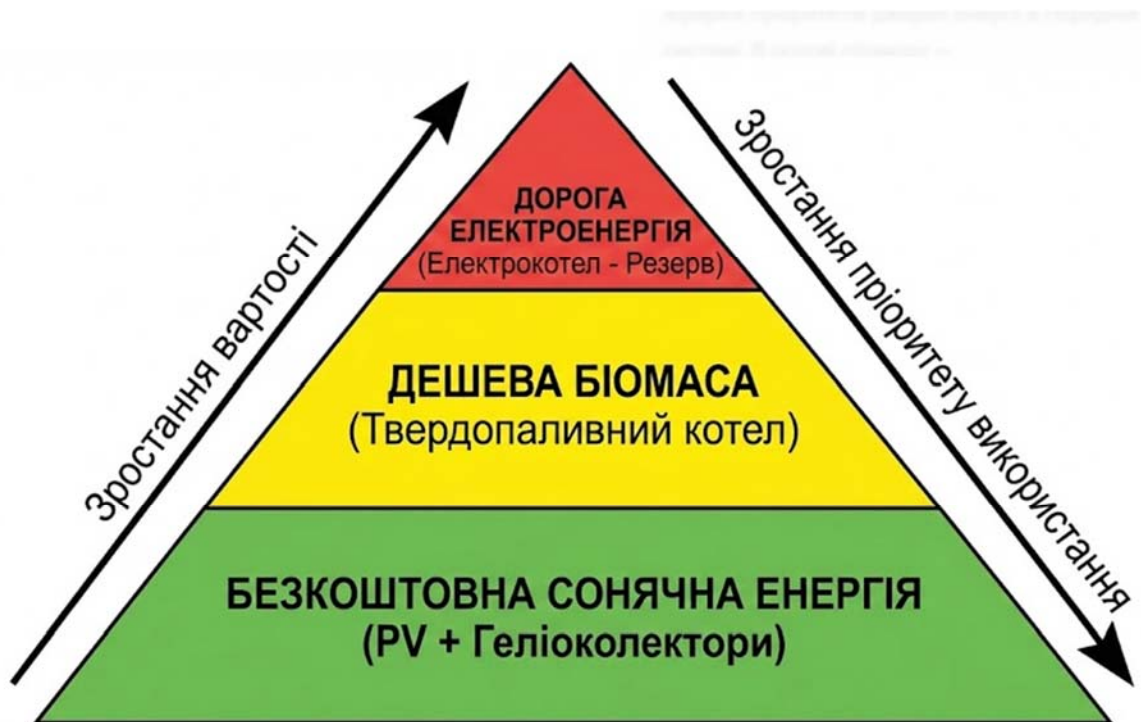 Зростання вартості
Зростання пріоритету використання
ДОРОГА
ЕЛЕКТРОЕНЕРГІЯ
(Електрокотел - Резерв)
ДЕШЕВА БІОМАСА
(Твердопаливний котел)
БЕЗКОШТОВНА СОНЯЧНА ЕНЕРГІЯ
(PV + Геліоколектори)